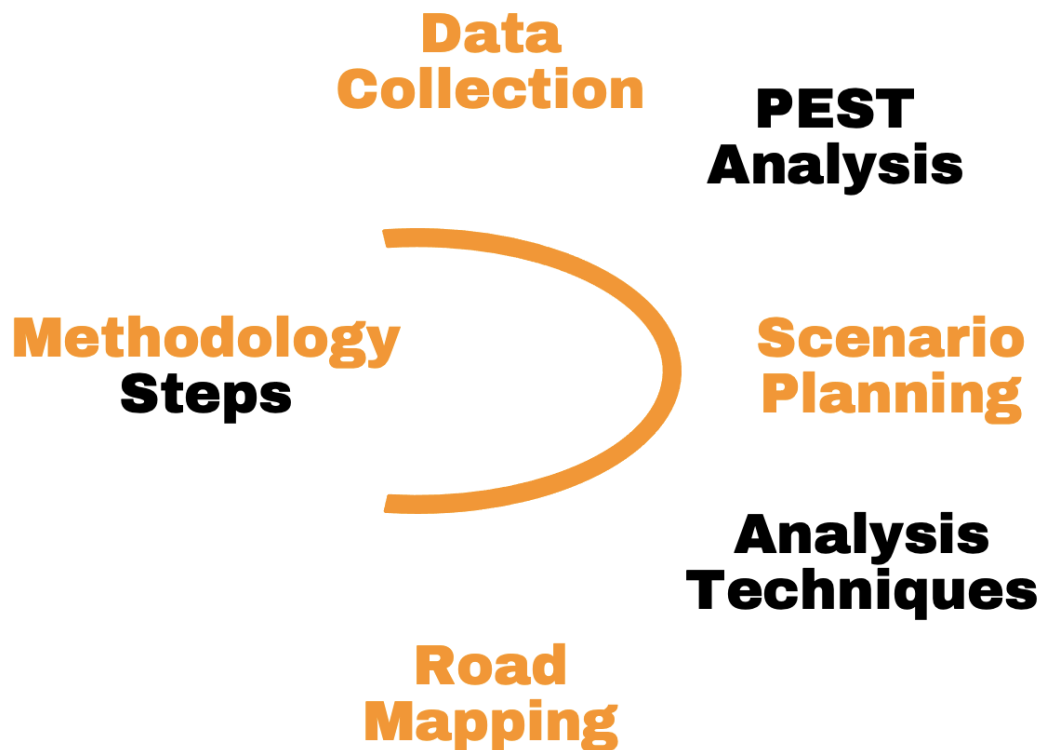 Data
Collection
PEST
Analysis
Methodology
Steps
Scenario
Planning
Analysis
Techniques
Road
Mapping